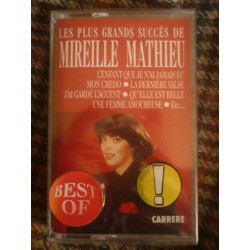 LES PLUS GRANDS SUCCÈS DE
MIREILLE MATHIEU
L'ENFANT QUE JE N'AI JAMAIS EU
MON CREDO • LA DERNIÈRE VALSE
J'AI GARDÉ L'ACCENT • QU'ELLE EST BELLE
UNE FEMME AMOUREUSE • Etc...
BEST
OF
!
CARRERE